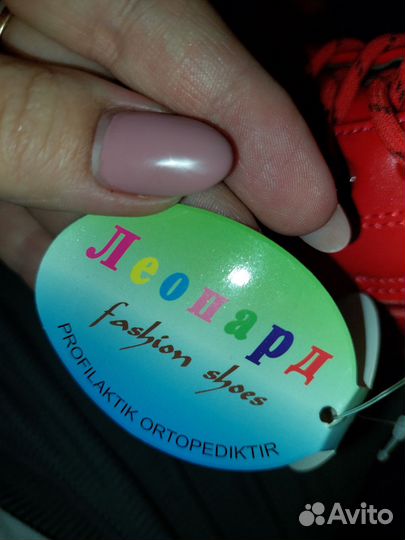 Леопард
fashion shoes
PROFILAKTIK ORTOPEDIKTIR
Avito